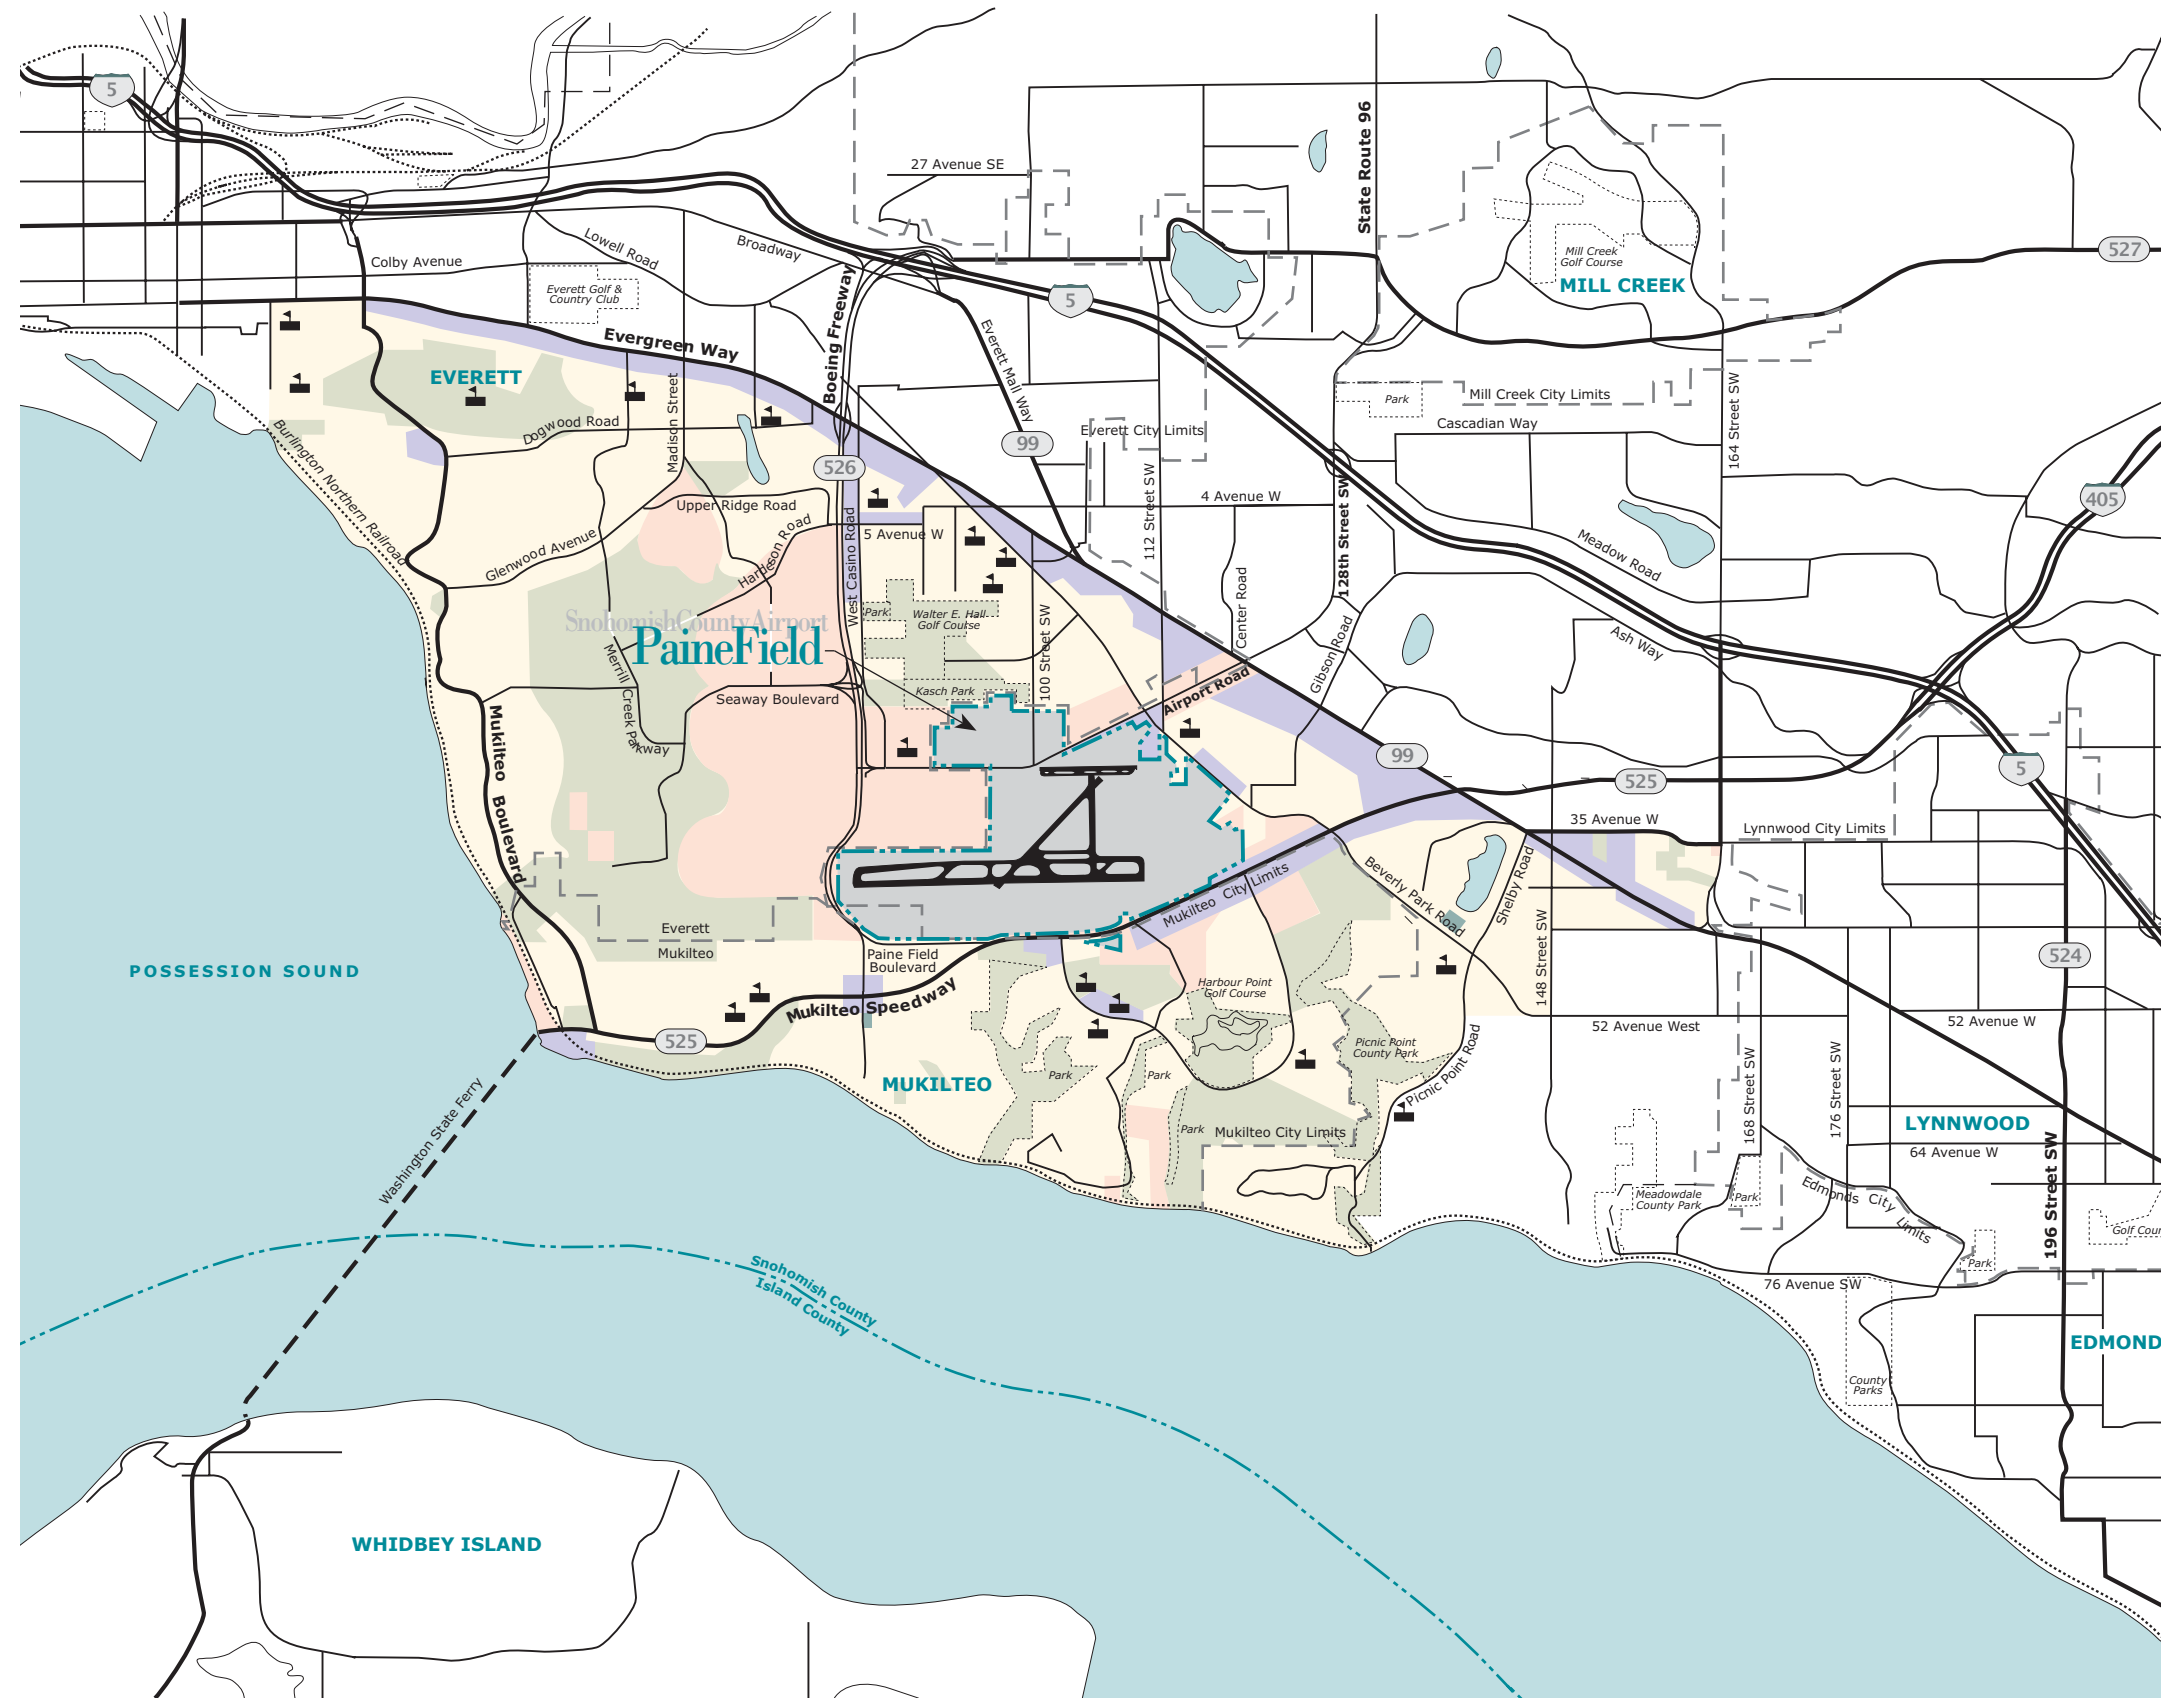 5
27 Avenue SE
State Route 96
527
Lowell Road
Broadway
Colby Avenue
Mill Creek
Golf Course
MILL CREEK
Everett Golf &
Country Club
5
Boeing Freeway
Evergreen Way
Everett Mall Way
EVERETT
Madison Street
Park
Mill Creek City Limits
Cascadian Way
164 Street SW
Dogwood Road
Everett City Limits
99
Burlington Northern Railroad
526
112 Street SW
128th Street SW
4 Avenue W
405
Upper Ridge Road
5 Avenue W
Hardeson Road
West Casino Road
Glenwood Avenue
Meadow Road
Center Road
Gibson Road
Ash Way
SnohomishCountyAirport
PaineField
Park
Walter E. Hall
Golf Course
100 Street SW
Merrill Creek Parkway
Kasch Park
Seaway Boulevard
Airport Road
Mukilteo Boulevard
99
525
5
35 Avenue W
Lynnwood City Limits
Beverly Park Road
Shelby Road
Mukilteo City Limits
148 Street SW
Everett
Mukilteo
Paine Field
Boulevard
524
POSSESSION SOUND
Mukilteo Speedway
Harbour Point
Golf Course
525
52 Avenue West
52 Avenue W
Picnic Point
County Park
Picnic Point Road
Park
Park
MUKILTEO
168 Street SW
176 Street SW
Washington State Ferry
Park
Mukilteo City Limits
LYNNWOOD
64 Avenue W
196 Street SW
Meadowdale
County Park
Park
Edmonds City Limits
Golf Cour
Park
Snohomish County
Island County
76 Avenue SW
EDMOND
County
Parks
WHIDBEY ISLAND